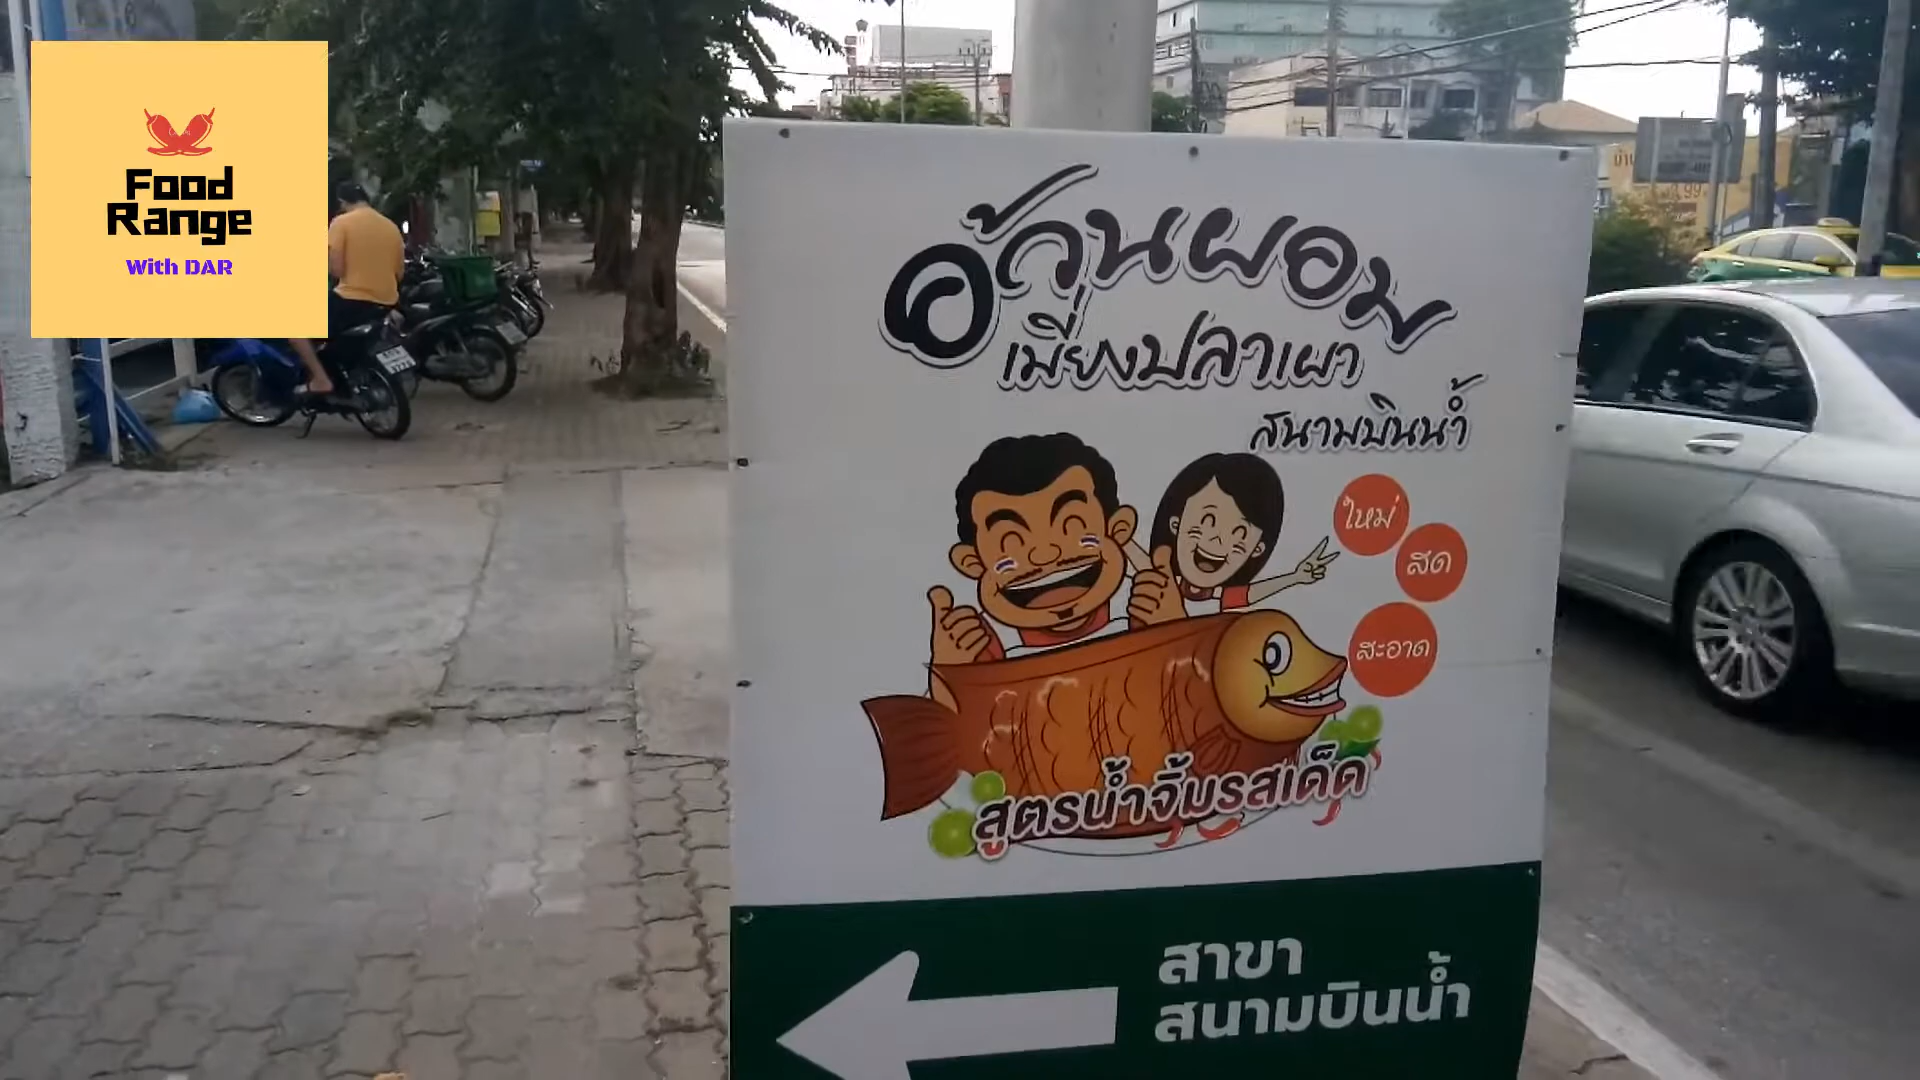 Food
Range
With DAR
อ้วนผอม
เมี่ยงปลาเผา
สนามบินน้ำ
ใหม่
สด
สะอาด
สูตรน้ำจิ้มรสเด็ด
สาขา
สนามบินน้ำ